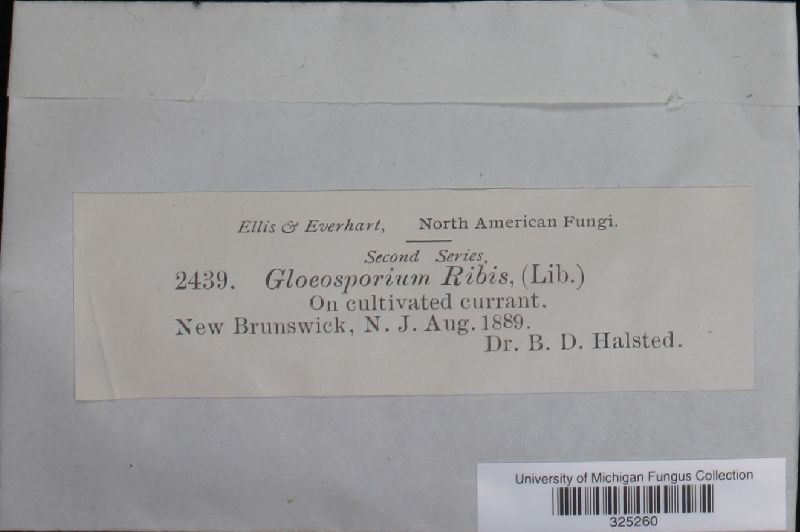 Ellis & Everhart, North American Fungi.
Second Series.
2439. Gloeosporium Ribis, (Lib.)
On cultivated currant.
New Brunswick, N. J. Aug. 1889.
Dr. B. D. Halsted.
University of Michigan Fungus Collection
325260